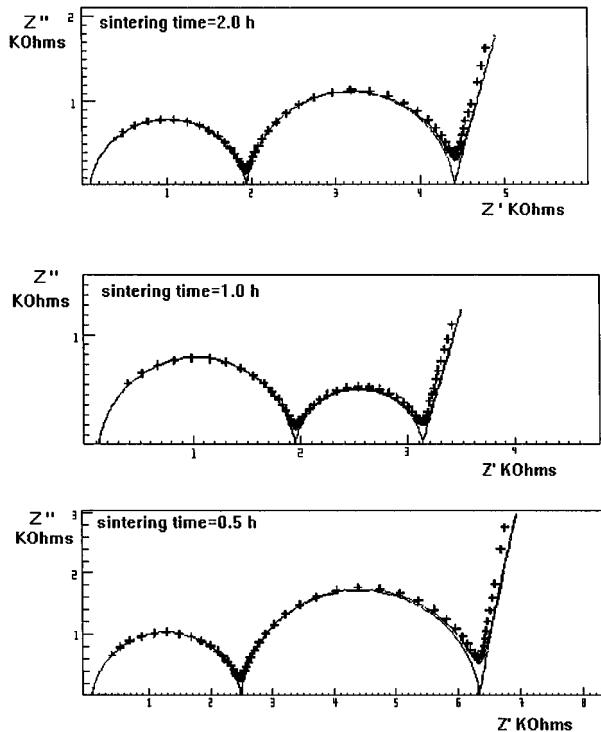 Z''
KOhms
sintering time=2.0 h
2
1
1
2
3
4
5
Z' KOhms
Z''
KOhms
sintering time=1.0 h
1
1
2
3
4
Z' KOhms
Z''
KOhms
sintering time=0.5 h
3
2
1
1
2
3
4
5
6
7
8
Z' KOhms